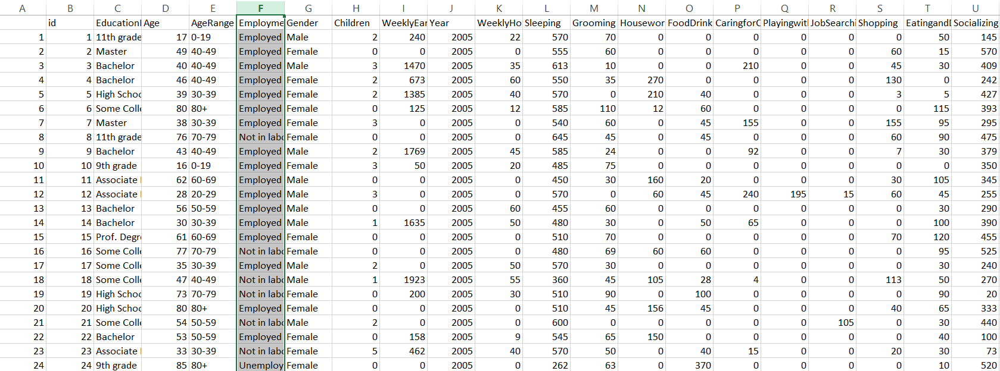 A B C D E F G H I J K L M N O P Q R S T U
id EducationI Age AgeRange Employme Gender Children WeeklyEar Year WeeklyHo Sleeping Grooming Housewor FoodDrink CaringforC Playingwit JobSearchi Shopping Eatingand Socializing
1 1 11th grade 17 0-19 Employed Male 2 240 2005 22 570 70 0 0 0 0 0 0 50 145
2 2 Master 49 40-49 Employed Female 0 0 2005 0 555 60 0 0 0 0 0 60 15 570
3 3 Bachelor 40 40-49 Employed Male 3 1470 2005 35 613 10 0 0 210 0 0 45 30 409
4 4 Bachelor 46 40-49 Employed Female 2 673 2005 60 550 35 270 0 0 0 0 130 0 242
5 5 High Schoo 39 30-39 Employed Female 2 1385 2005 40 570 0 210 40 0 0 0 3 5 427
6 6 Some Colle 80 80+ Employed Female 0 125 2005 12 585 110 12 60 0 0 0 0 115 393
7 7 Master 38 30-39 Employed Female 3 0 2005 0 540 60 0 45 155 0 0 155 95 295
8 8 11th grade 76 70-79 Not in labo Female 0 0 2005 0 645 45 0 45 0 0 0 60 90 475
9 9 Bachelor 43 40-49 Employed Male 2 1769 2005 45 585 24 0 0 92 0 0 7 30 379
10 10 9th grade 16 0-19 Employed Female 3 50 2005 20 485 75 0 0 0 0 0 0 0 350
11 11 Associate 62 60-69 Employed Male 0 0 2005 0 450 30 160 20 0 0 0 30 105 345
12 12 Associate 28 20-29 Employed Male 3 0 2005 0 570 0 60 45 240 195 15 60 45 255
13 13 Bachelor 56 50-59 Employed Male 0 0 2005 60 455 60 0 0 0 0 0 0 30 290
14 14 Bachelor 30 30-39 Employed Male 1 1635 2005 50 480 30 0 50 65 0 0 0 100 390
15 15 Prof. Degr 61 60-69 Employed Female 0 0 2005 0 510 70 0 0 0 0 0 70 120 455
16 16 Some Colle 77 70-79 Not in labo Female 0 0 2005 0 480 69 60 60 0 0 0 0 95 525
17 17 Some Colle 35 30-39 Employed Male 2 0 2005 50 570 30 0 0 0 0 0 0 30 240
18 18 Some Colle 47 40-49 Not in labo Male 1 1923 2005 55 360 45 105 28 4 0 0 113 50 270
19 19 High Schoo 73 70-79 Not in labo Female 0 200 2005 30 510 90 0 100 0 0 0 0 90 20
20 20 High Schoo 80 80+ Employed Female 0 0 2005 0 510 45 156 45 0 0 0 40 65 333
21 21 Some Colle 54 50-59 Not in labo Male 2 0 2005 0 600 0 0 0 0 0 105 0 30 440
22 22 Bachelor 53 50-59 Employed Female 0 158 2005 9 545 65 150 0 0 0 0 0 40 100
23 23 Associate 33 30-39 Not in labo Female 5 462 2005 40 570 50 0 40 15 0 0 20 30 73
24 24 9th grade 85 80+ Unemploy Female 0 0 2005 0 262 63 0 370 0 0 0 0 10 520